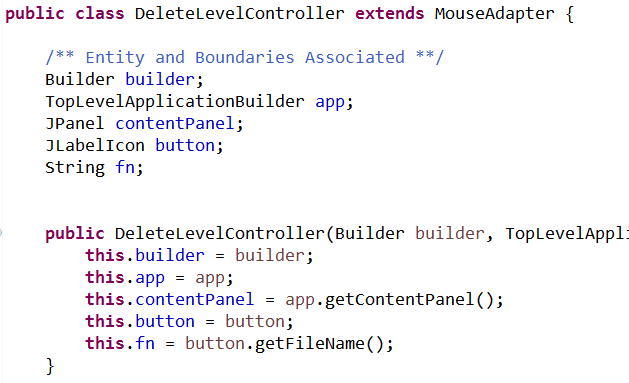 public class DeleteLevelController extends MouseAdapter {
/** Entity and Boundaries Associated **/
Builder builder;
TopLevelApplicationBuilder app;
JPanel contentPanel;
JLabelIcon button;
String fn;
public DeleteLevelController(Builder builder, TopLevelAppli
this.builder = builder;
this.app = app;
this.contentPanel = app.getContentPanel();
this.button = button;
this.fn = button.getFileName();
}